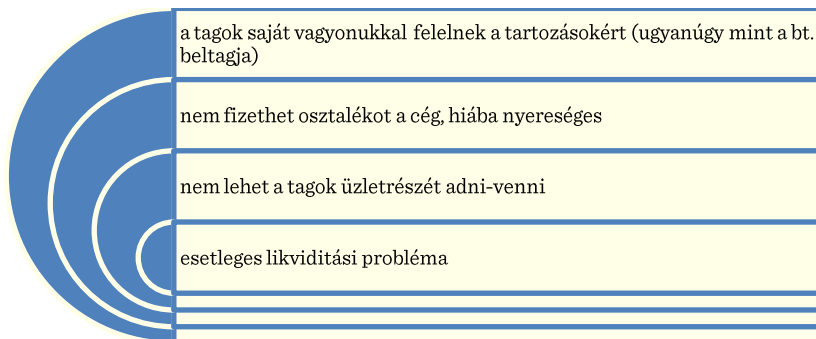 a tagok saját vagyonukkal felelnek a tartozásokért (ugyanúgy mint a bt.
beltagja)
nem fizethet osztalékot a cég, hiába nyereséges
nem lehet a tagok üzletrészét adni-venni
esetleges likviditási probléma